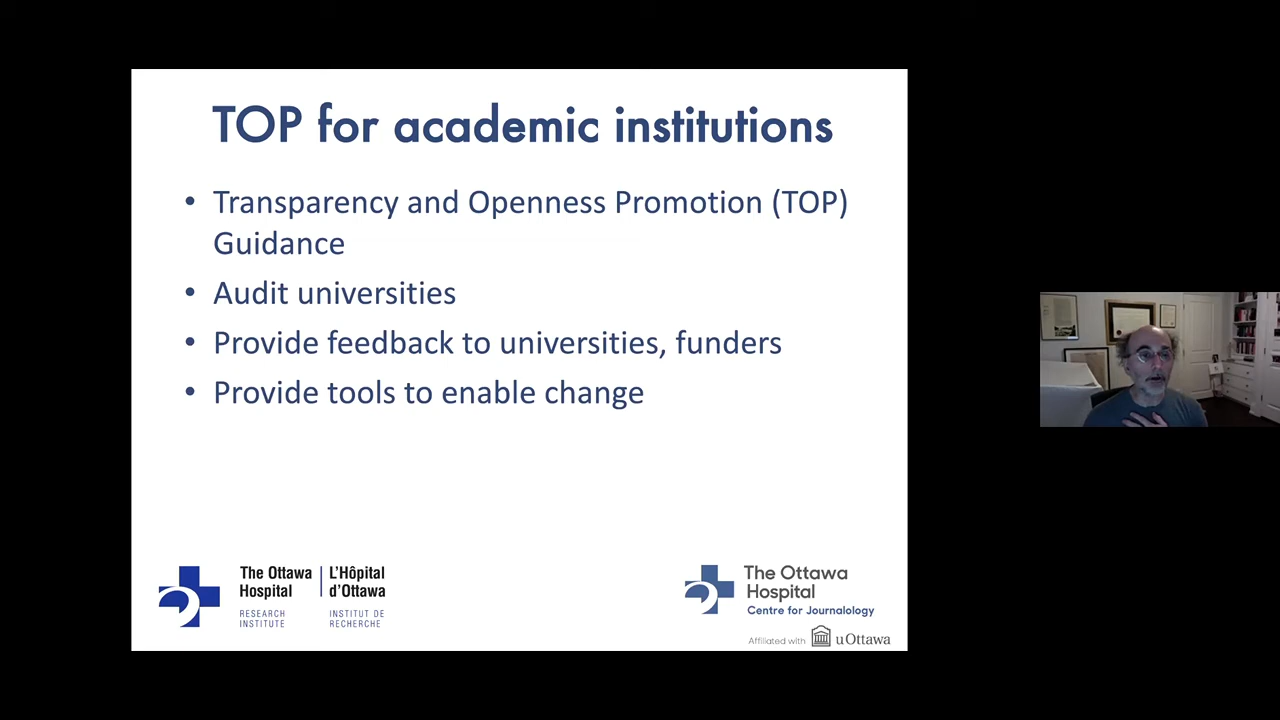 TOP for academic institutions
• Transparency and Openness Promotion (TOP)
Guidance
• Audit universities
• Provide feedback to universities, funders
• Provide tools to enable change
The Ottawa
Hospital
RESEARCH
INSTITUTE
L'Hôpital
d'Ottawa
INSTITUT DE
RECHERCHE
The Ottawa
Hospital
Centre for Journalology
Affiliated with uOttawa